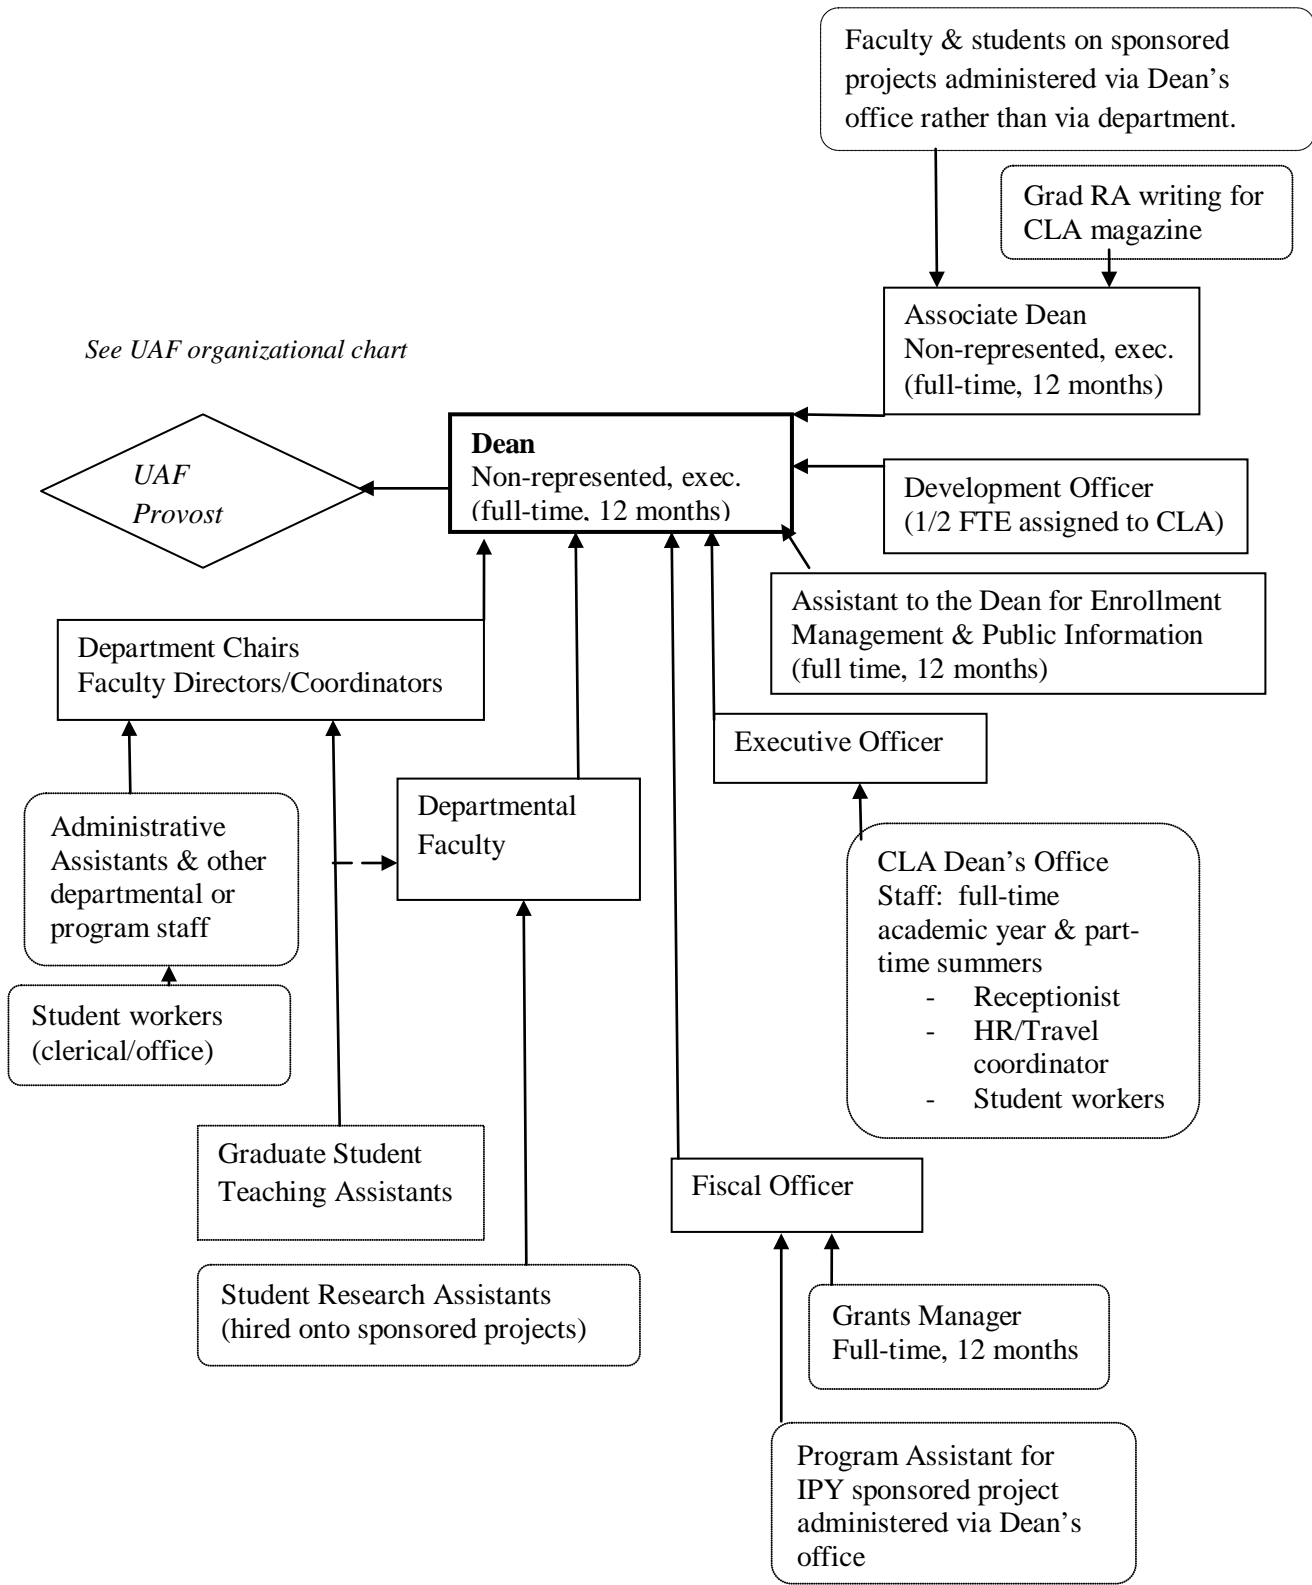 Faculty & students on sponsored
projects administered via Dean’s
office rather than via department.
Grad RA writing for
CLA magazine
Associate Dean
Non-represented, exec.
(full-time, 12 months)
See UAF organizational chart
UAF
Provost
Dean
Non-represented, exec.
(full-time, 12 months)
Development Officer
(1/2 FTE assigned to CLA)
Assistant to the Dean for Enrollment
Management & Public Information
(full time, 12 months)
Department Chairs
Faculty Directors/Coordinators
Executive Officer
Departmental
Faculty
Administrative
Assistants & other
departmental or
program staff
CLA Dean’s Office
Staff:  full-time
academic year & part-
time summers
- Receptionist
- HR/Travel
coordinator
- Student workers
Student workers
(clerical/office)
Graduate Student
Teaching Assistants
Fiscal Officer
Student Research Assistants
(hired onto sponsored projects)
Grants Manager
Full-time, 12 months
Program Assistant for
IPY sponsored project
administered via Dean’s
office